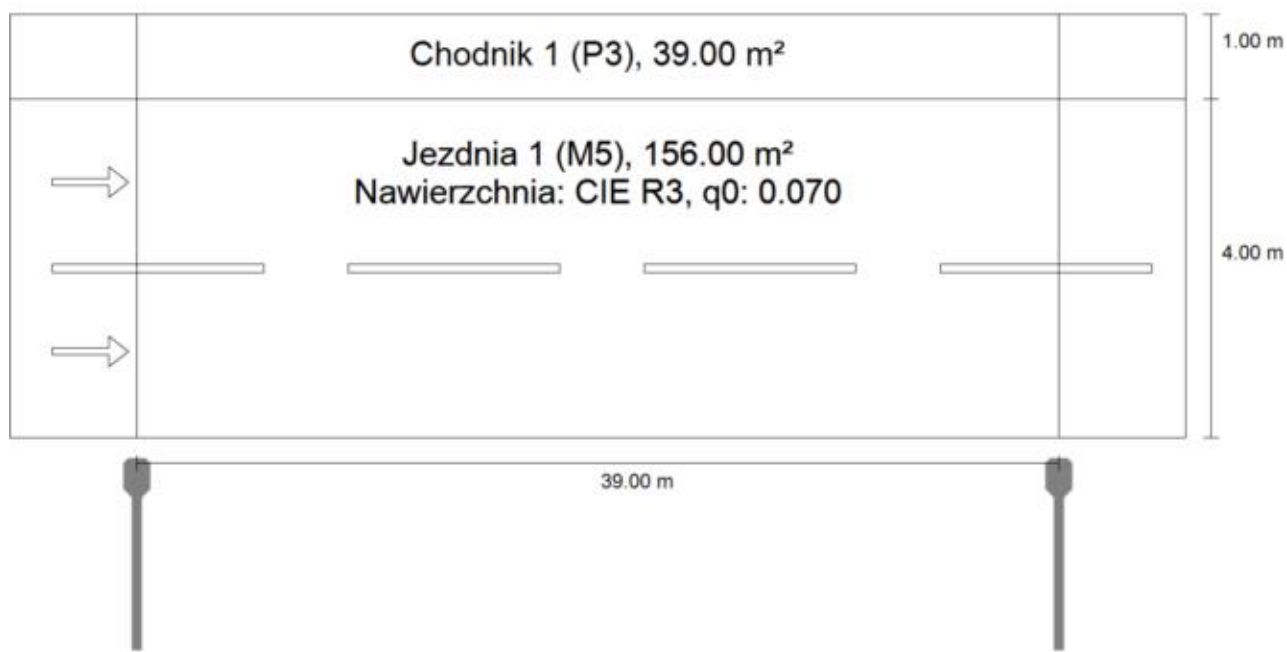 Chodnik 1 (P3), 39.00 m²
1.00 m
Jezdnia 1 (M5), 156.00 m²
Nawierzchnia: CIE R3, q0: 0.070
4.00 m
39.00 m